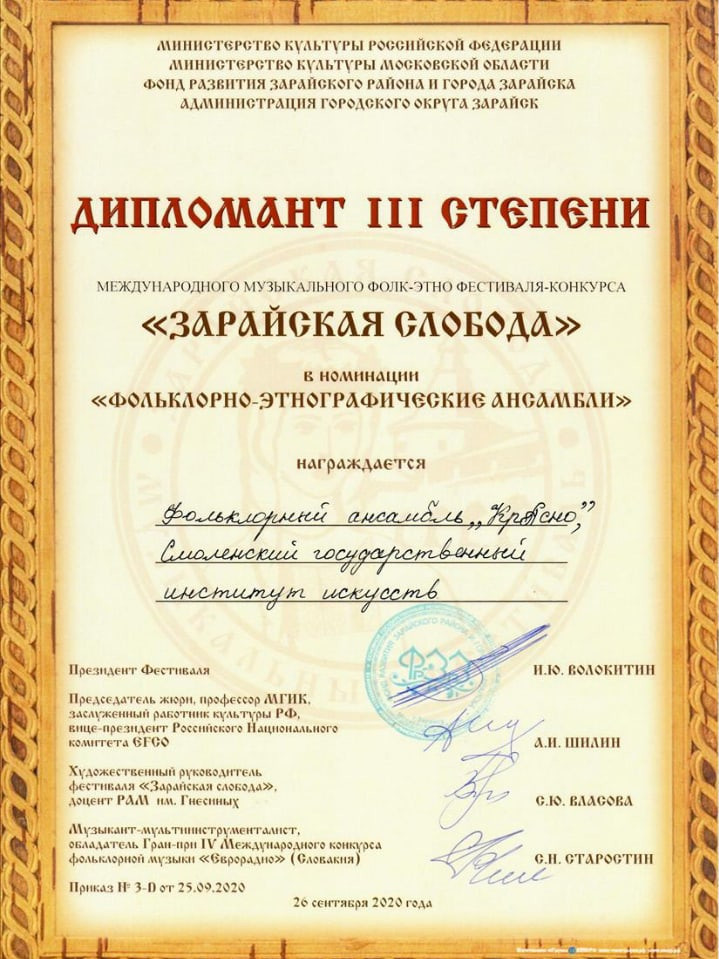 МИНИСТЕРСТВО КУЛЬТУРЫ РОССИЙСКОЙ ФЕДЕРАЦИИ
МИНИСТЕРСТВО КУЛЬТУРЫ МОСКОВСКОЙ ОБЛАСТИ
ФОНД РАЗВИТИЯ ЗАРАЙСКОГО РАЙОНА И ГОРОДА ЗАРАЙСКА
АДМИНИСТРАЦИЯ ГОРОДСКОГО ОКРУГА ЗАРАЙСК
ДИПЛОМАНТ III СТЕПЕНИ
МЕЖДУНАРОДНОГО МУЗЫКАЛЬНОГО ФОЛК-ЭТНО ФЕСТИВАЛЯ-КОНКУРСА
«ЗАРАЙСКАЯ СЛОБОДА»
В НОМИНАЦИИ
«ФОЛЬКЛОРНО-ЭТНОГРАФИЧЕСКИЕ АНСАМБЛИ»
НАГРАЖДАЕТСЯ
Фольклорный ансамбль
Смоленский государственный
институт искусств
Президент Фестиваля
И.Ю. ВОЛОКИТИН
Председатель жюри, профессор МГИК,
заслуженный работник культуры РФ,
вице-президент Российского Национального
комитета EFCO
А.И. ШИЛИН
Художественный руководитель
фестиваля «Зарайская слобода»,
доцент РАМ им. Гнесиных
С.Ю. ВЛАСОВА
Музыкант-мультиинструменталист,
обладатель Гран-при IV Международного конкурса
фольклорной музыки «Еврорадио» (Словакия)
С.Н. СТАРОСТИН
Приказ № 3-О от 25.09.2020
26 сентября 2020 года